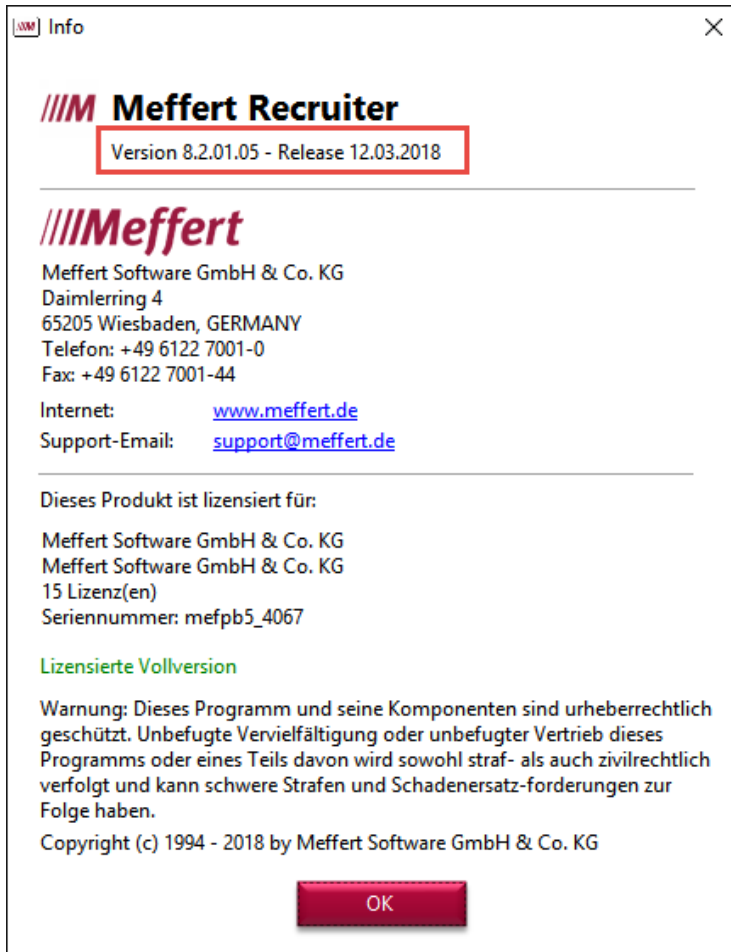 Info
///M Meffert Recruiter
Version 8.2.01.05 - Release 12.03.2018
////Meffert
Meffert Software GmbH & Co. KG
Daimlerring 4
65205 Wiesbaden, GERMANY
Telefon: +49 6122 7001-0
Fax: +49 6122 7001-44
Internet: www.meffert.de
Support-Email: support@meffert.de
Dieses Produkt ist lizensiert für:
Meffert Software GmbH & Co. KG
Meffert Software GmbH & Co. KG
15 Lizenz(en)
Seriennummer: mefpb5_4067
Lizensierte Vollversion
Warnung: Dieses Programm und seine Komponenten sind urheberrechtlich
geschützt. Unbefugte Vervielfältigung oder unbefugter Vertrieb dieses
Programms oder eines Teils davon wird sowohl straf- als auch zivilrechtlich
verfolgt und kann schwere Strafen und Schadenersatz-forderungen zur
Folge haben.
Copyright (c) 1994 - 2018 by Meffert Software GmbH & Co. KG
OK